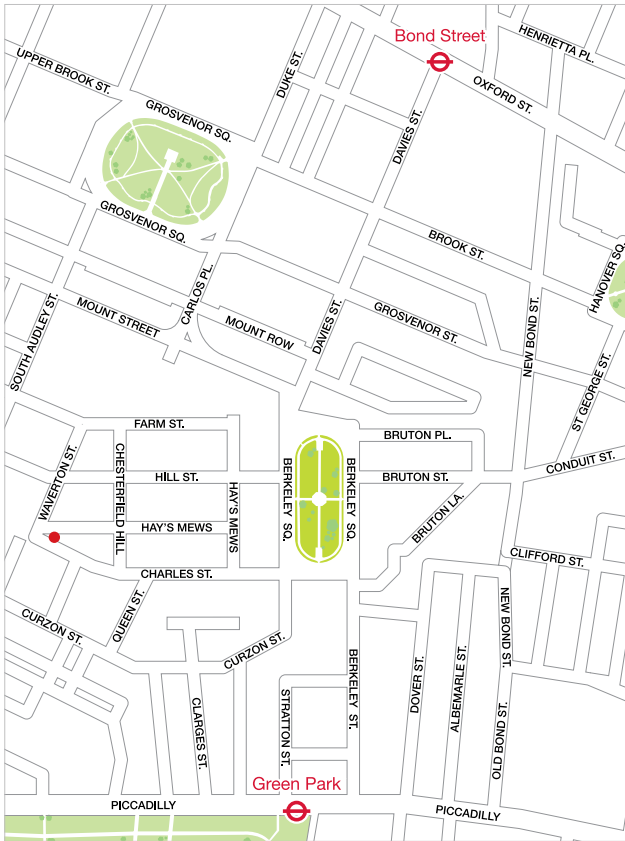 Bond Street
HENRIETTA PL.
UPPER BROOK ST.
DUKE ST.
OXFORD ST.
GROSVENOR SQ.
DAVIES ST.
GROSVENOR SQ.
BROOK ST.
HANOVER SQ.
CARLOS PL.
MOUNT STREET
MOUNT ROW
DAVIES ST.
GROSVENOR ST.
NEW BOND ST.
SOUTH AUDLEY ST.
ST GEORGE ST.
FARM ST.
BRUTON PL.
WAVERTON ST.
CHESTERFIELD HILL
HILL ST.
HAY'S MEWS
BERKELEY SQ.
BERKELEY SQ.
BRUTON ST.
CONDUIT ST.
BRUTON LA.
HAY'S MEWS
CLIFFORD ST.
CHARLES ST.
QUEEN ST.
CURZON ST.
CURZON ST.
NEW BOND ST.
BERKELEY ST.
DOVER ST.
ALBEMARLE ST.
CLARGES ST.
STRATTON ST.
OLD BOND ST.
Green Park
PICCADILLY
PICCADILLY